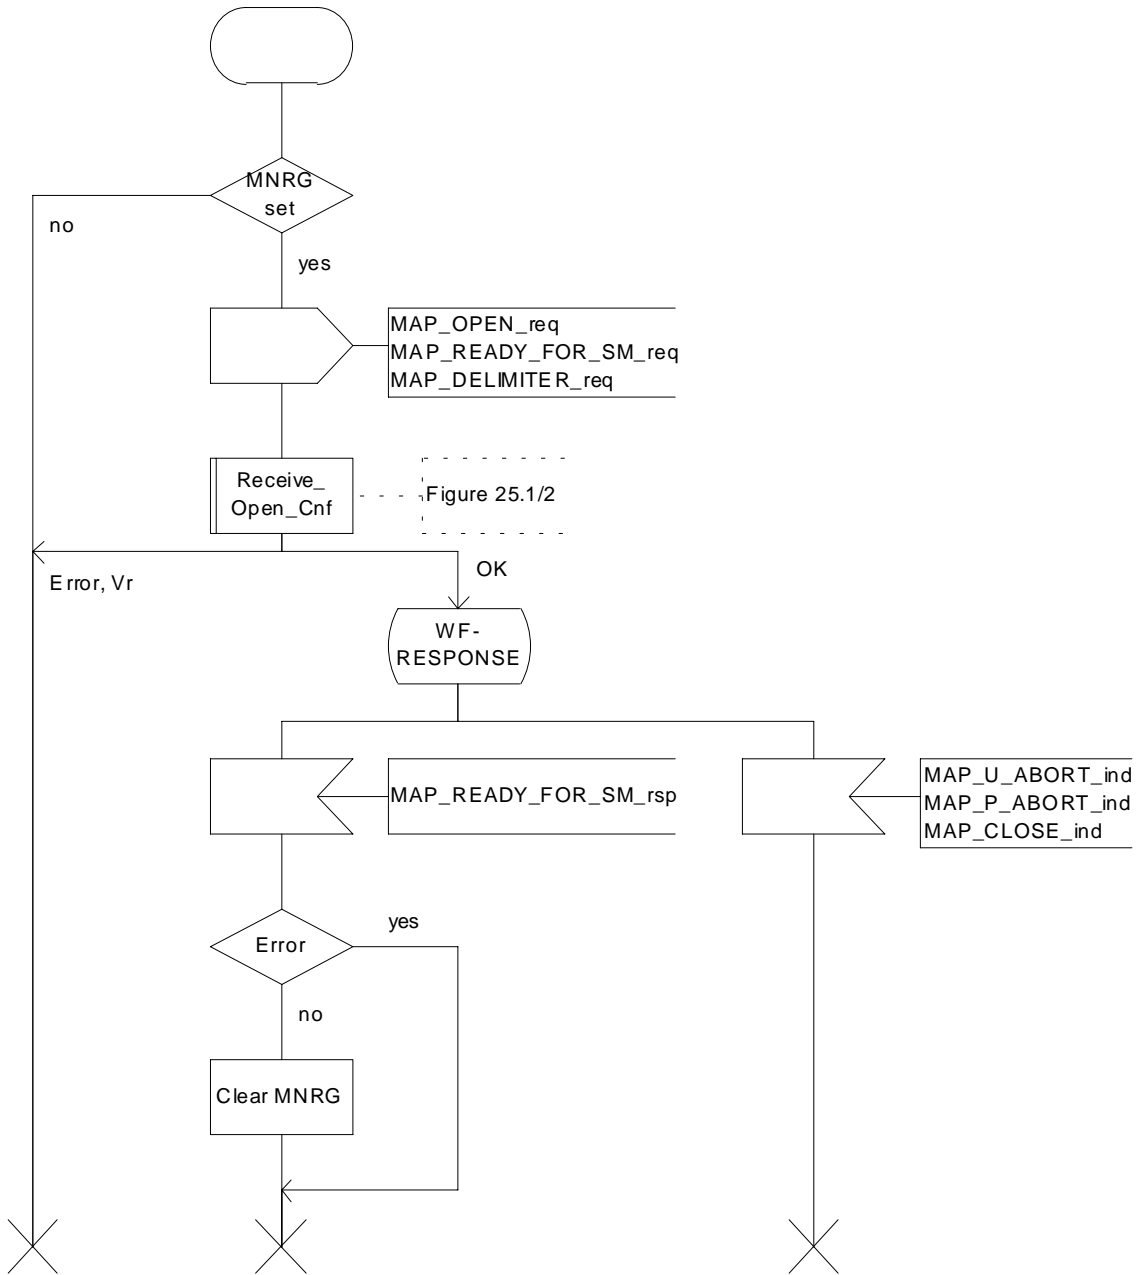 MNRG
set
no
yes
MAP_OPEN_req
MAP_READY_FOR_SM_req
MAP_DELIMITER_req
Receive_
Open_Cnf
Figure 25.1/2
Error, Vr
OK
WF-
RESPONSE
MAP_READY_FOR_SM_rsp
MAP_U_ABORT_ind
MAP_P_ABORT_ind
MAP_CLOSE_ind
Error
yes
no
Clear MNRG